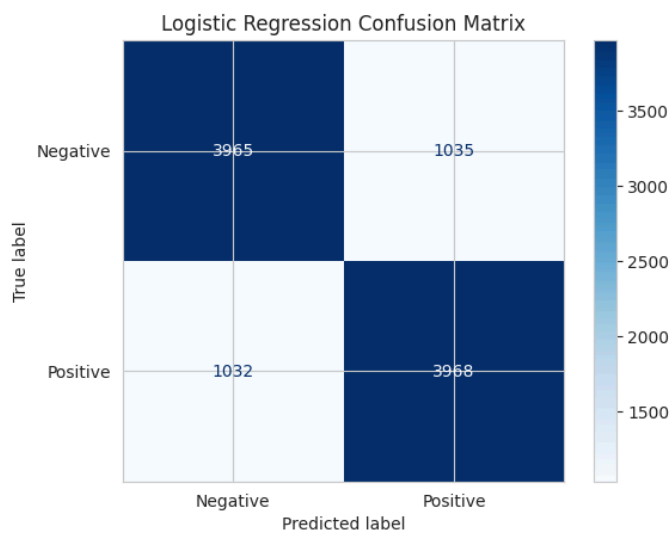 Logistic Regression Confusion Matrix
Negative
Positive
True label
3965
1035
1032
3968
Negative
Positive
Predicted label
3500
3000
2500
2000
1500